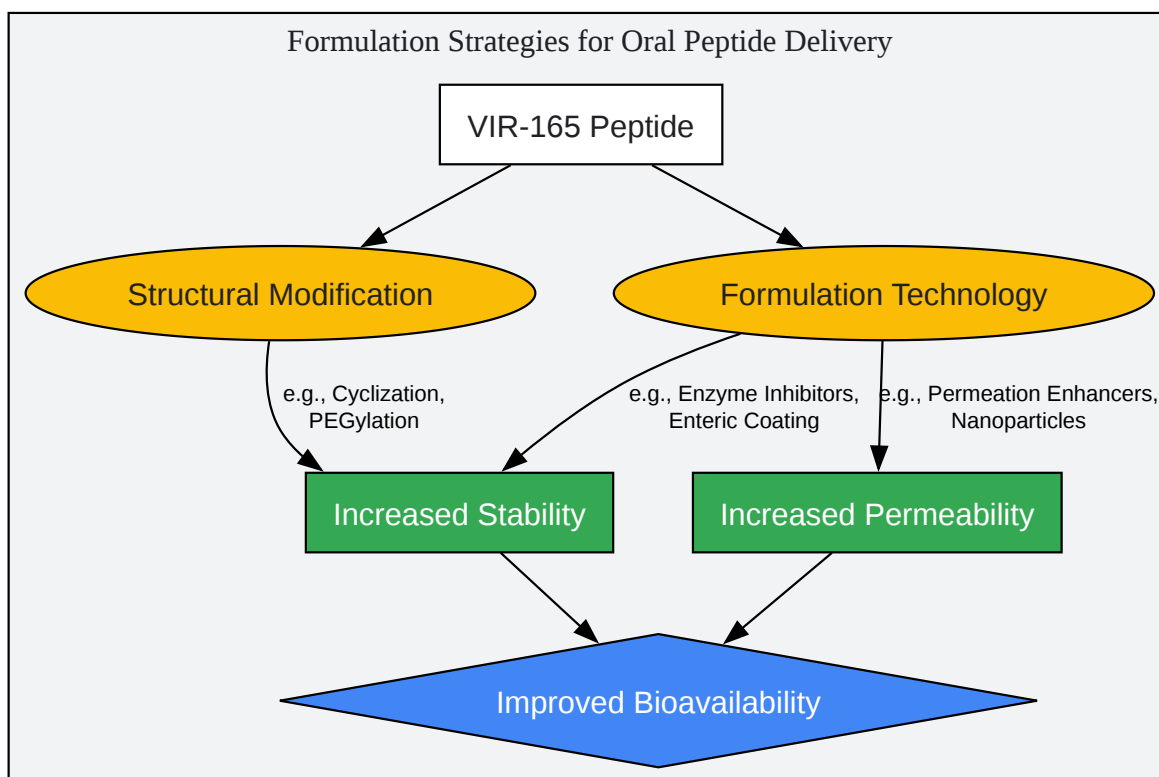 Formulation Strategies for Oral Peptide Delivery
VIR-165 Peptide
Structural Modification
Formulation Technology
e.g., Cyclization,
PEGylation
e.g., Enzyme Inhibitors,
Enteric Coating
e.g., Permeation Enhancers,
Nanoparticles
Increased Stability
Increased Permeability
Improved Bioavailability